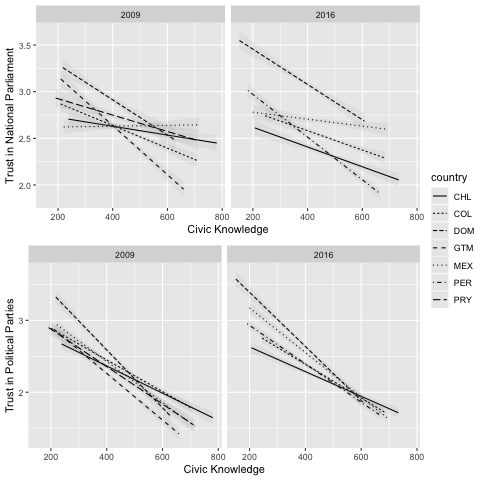 2009 2016
Trust in National Parliament
3.5
3.0
2.5
2.0
200 400 600 800 200 400 600 800
Civic Knowledge
country
CHL
COL
DOM
GTM
MEX
PER
PRY
2009 2016
Trust in Political Parties
3
2
200 400 600 800 200 400 600 800
Civic Knowledge